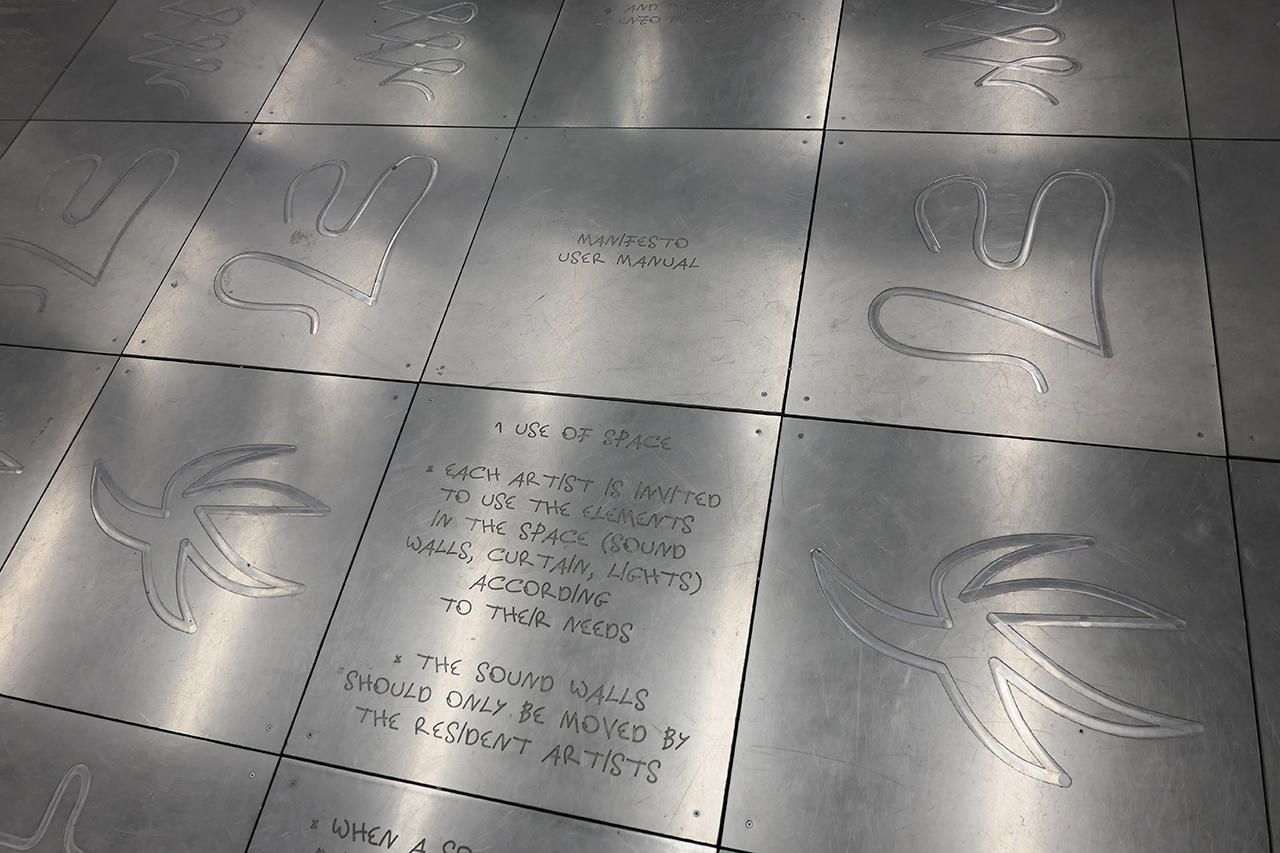 * AND
MANIFESTO
USER MANUAL
1 USE OF SPACE
* EACH ARTIST IS INVITED
TO USE THE ELEMENTS
IN THE SPACE (SOUND
WALLS, CURTAIN, LIGHTS)
ACCORDING
TO THEIR NEEDS
* THE SOUND WALLS
SHOULD ONLY BE MOVED BY
THE RESIDENT ARTISTS
* WHEN A